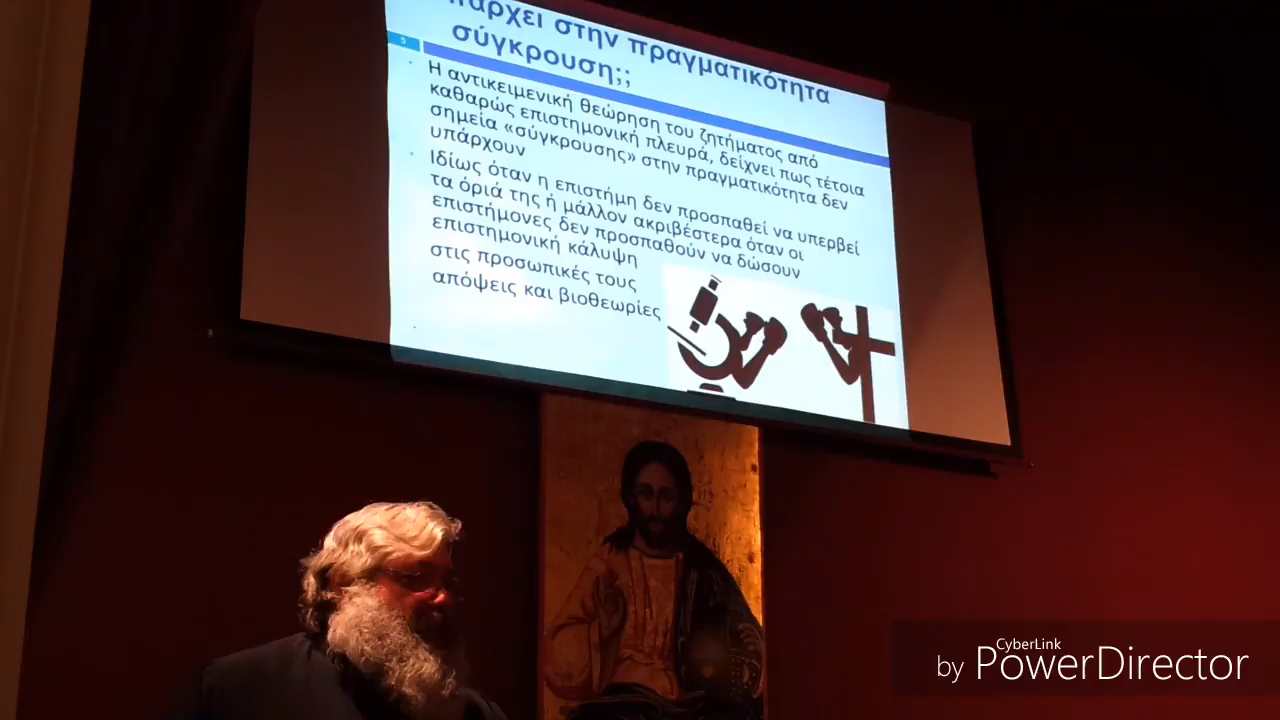 υπάρχει στην πραγματικότητα
σύγκρουση;;
5
Η αντικειμενική θεώρηση του ζητήματος από
καθαρώς επιστημονική πλευρά, δείχνει πως τέτοια
σημεία «σύγκρουσης» στην πραγματικότητα δεν
υπάρχουν
Ιδίως όταν η επιστήμη δεν προσπαθεί να υπερβεί
τα όριά της ή μάλλον ακριβέστερα όταν οι
επιστήμονες δεν προσπαθούν να δώσουν
επιστημονική κάλυψη
στις προσωπικές τους
απόψεις και βιοθεωρίες
CyberLink
by PowerDirector